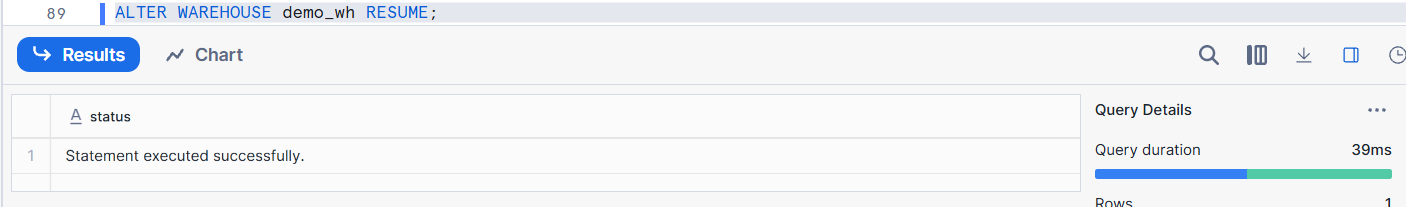 89 ALTER WAREHOUSE demo_wh RESUME;
Results Chart
A status
1 Statement executed successfully.
Query Details
Query duration 39ms
Rows 1